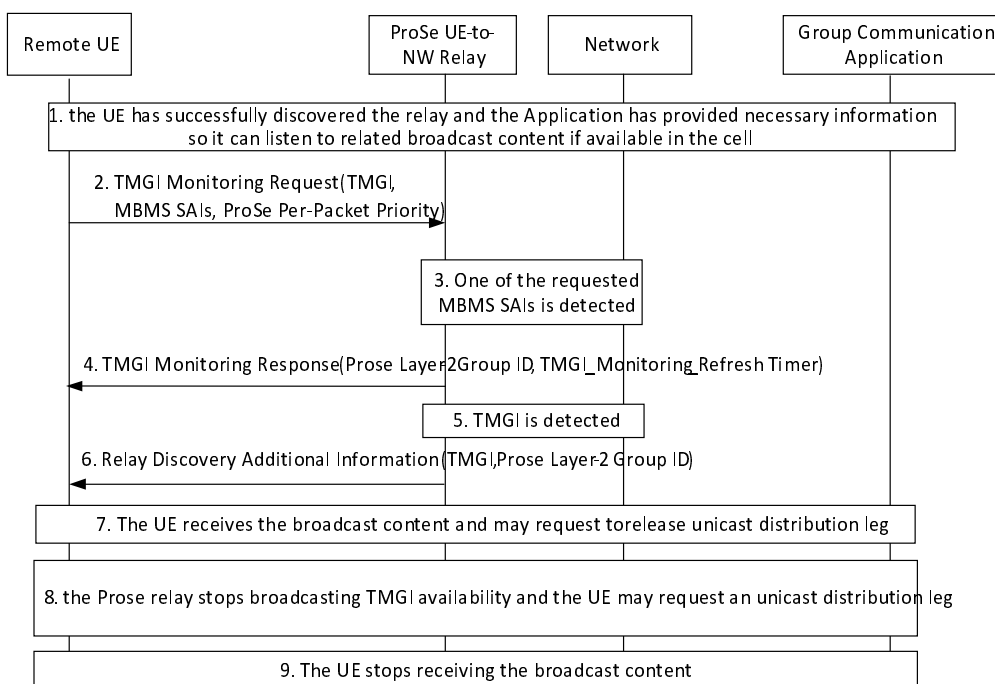 Remote UE
ProSe UE-to-
NW Relay
Network
Group Communication
Application
1. the UE has successfully discovered the relay and the Application has provided necessary information
so it can listen to related broadcast content if available in the cell
2. TMGI Monitoring Request(TMGI,
MBMS SAIs, ProSe Per-Packet Priority)
3. One of the requested
MBMS SAIs is detected
4. TMGI Monitoring Response(Prose Layer-2Group ID, TMGI_Monitoring_Refresh Timer)
5. TMGI is detected
6. Relay Discovery Additional Information(TMGI,Prose Layer-2 Group ID)
7. The UE receives the broadcast content and may request torelease unicast distribution leg
8. the Prose relay stops broadcasting TMGI availability and the UE may request an unicast distribution leg
9. The UE stops receiving the broadcast content